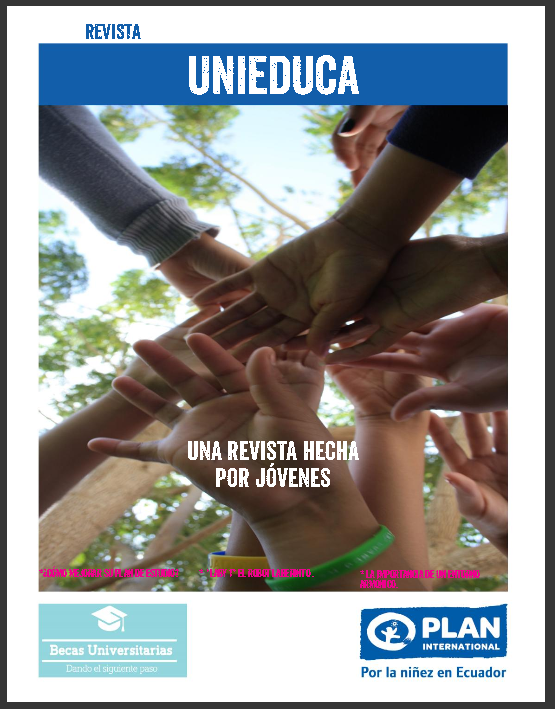 REVISTA
UNIEDUCA
UNA REVISTA HECHA
POR JÓVENES
Becas Universitarias
Dando el siguiente paso
PLAN
INTERNATIONAL
Por la niñez en Ecuador